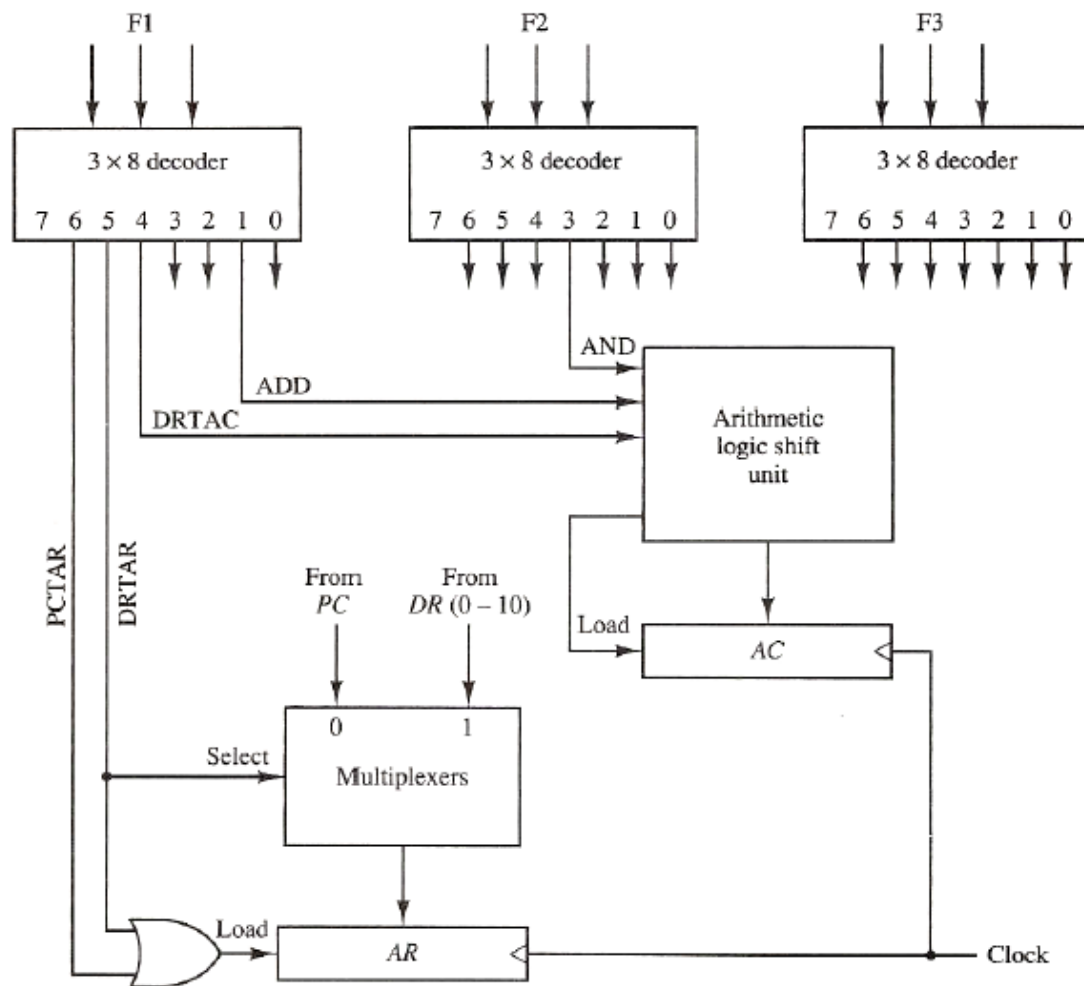 F1 F2 F3
3 × 8 decoder 3 × 8 decoder 3 × 8 decoder
7 6 5 4 3 2 1 0 7 6 5 4 3 2 1 0 7 6 5 4 3 2 1 0
AND
ADD
DRTAC
Arithmetic
logic shift
unit
PCTAR
DRTAR
From
PC
From
DR (0 – 10)
Load
AC
0 1
Select
Multiplexers
Load
AR
Clock